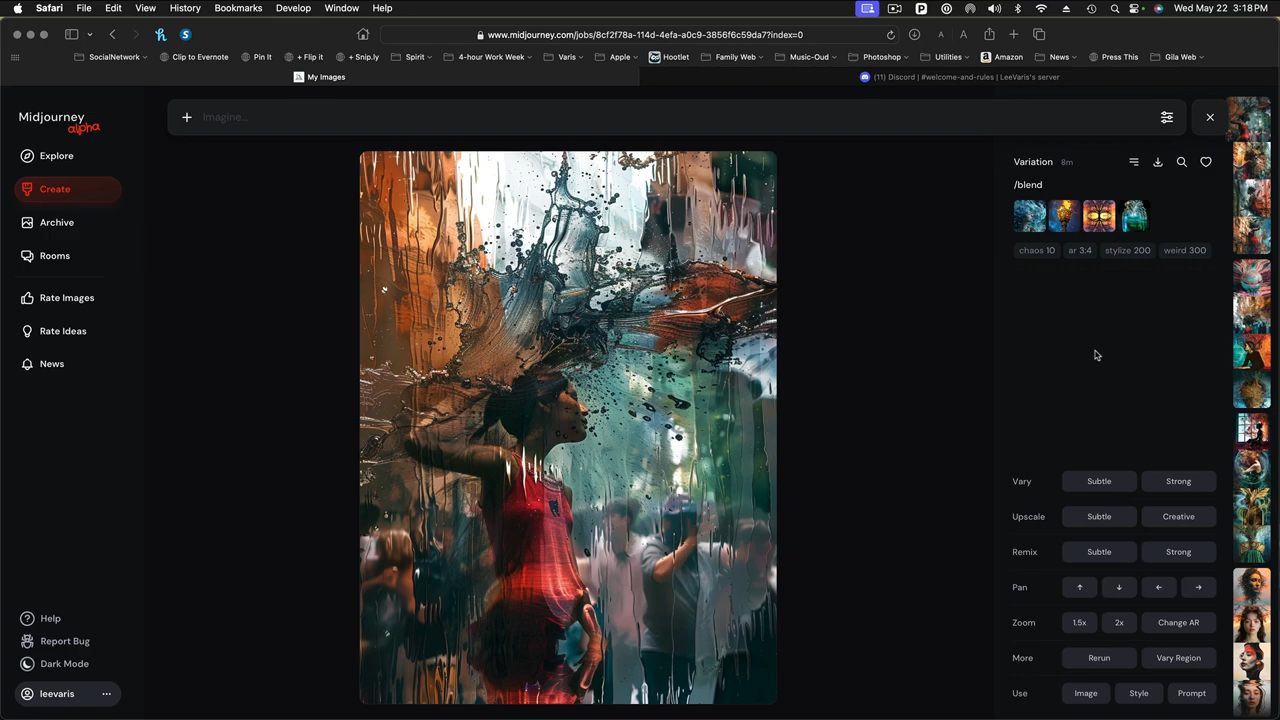 Safari File Edit View History Bookmarks Develop Window Help Wed May 22 3:18 PM
www.midjourney.com/jobs/8cf2f78a-114d-4efa-a0c9-3856f6c59da7?index=0
SocialNetwork Clip to Evernote Pin It + Flip it + Snip.ly Spirit 4-hour Work Week Varis Apple Hootlet Family Web Music-Oud Photoshop Utilities Amazon News Press This Gila Web
My Images (11) Discord | #welcome-and-rules | LeeVaris's server
Midjourney
alpha
Imagine...
Explore
Create
Archive
Rooms
Rate Images
Rate Ideas
News
Help
Report Bug
Dark Mode
leevaris
Variation 8m
/blend
chaos 10 ar 3:4 stylize 200 weird 300
Vary Subtle Strong
Upscale Subtle Creative
Remix Subtle Strong
Pan ↑ ↓ ← →
Zoom 1.5x 2x Change AR
More Rerun Vary Region
Use Image Style Prompt